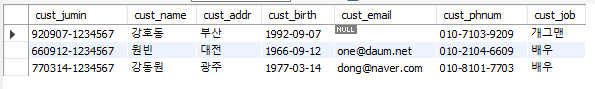 cust_jumin cust_name cust_addr cust_birth cust_email cust_phnum cust_job
920907-1234567 강호동 부산 1992-09-07 NULL 010-7103-9209 개그맨
660912-1234567 원빈 대전 1966-09-12 one@daum.net 010-2104-6609 배우
770314-1234567 강동원 광주 1977-03-14 dong@naver.com 010-8101-7703 배우